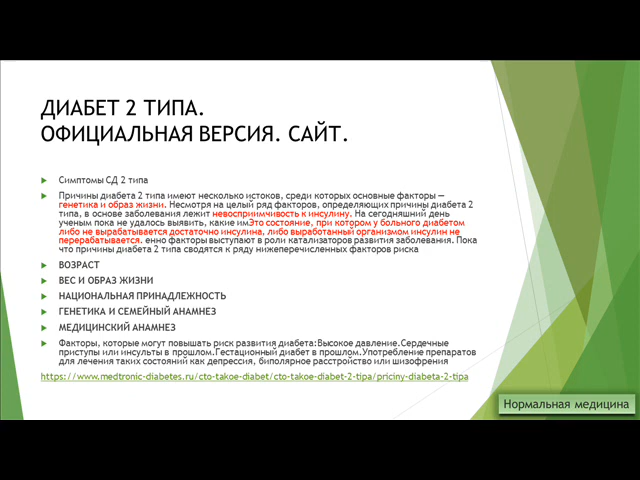 ДИАБЕТ 2 ТИПА.
ОФИЦИАЛЬНАЯ ВЕРСИЯ. САЙТ.
Симптомы СД 2 типа
Причины диабета 2 типа имеют несколько истоков, среди которых основные факторы —
генетика и образ жизни. Несмотря на целый ряд факторов, определяющих причины диабета 2
типа, в основе заболевания лежит невосприимчивость к инсулину. На сегодняшний день
ученым пока не удалось выявить, какие имЭто состояние, при котором у больного диабетом
либо не вырабатывается достаточно инсулина, либо выработанный организмом инсулин не
перерабатывается. енно факторы выступают в роли катализаторов развития заболевания. Пока
что причины диабета 2 типа сводятся к ряду нижеперечисленных факторов риска
ВОЗРАСТ
ВЕС И ОБРАЗ ЖИЗНИ
НАЦИОНАЛЬНАЯ ПРИНАДЛЕЖНОСТЬ
ГЕНЕТИКА И СЕМЕЙНЫЙ АНАМНЕЗ
МЕДИЦИНСКИЙ АНАМНЕЗ
Факторы, которые могут повышать риск развития диабета:Высокое давление.Сердечные
приступы или инсульты в прошлом.Гестационный диабет в прошлом.Употребление препаратов
для лечения таких состояний как депрессия, биполярное расстройство или шизофрения
https://www.medtronic-diabetes.ru/cto-takoe-diabet/cto-takoe-diabet-2-tipa/priciny-diabeta-2-tipa
Нормальная медицина